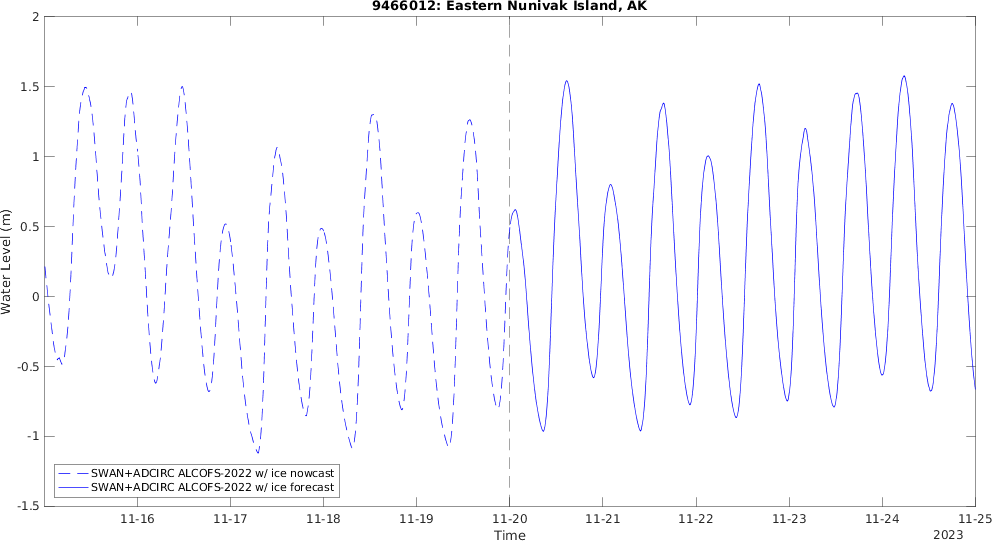 9466012: Eastern Nunivak Island, AK
2
1.5
1
0.5
0
-0.5
-1
-1.5
Water Level (m)
SWAN+ADCIRC ALCOFS-2022 w/ ice nowcast
SWAN+ADCIRC ALCOFS-2022 w/ ice forecast
11-16 11-17 11-18 11-19 11-20 11-21 11-22 11-23 11-24 11-25
Time
2023